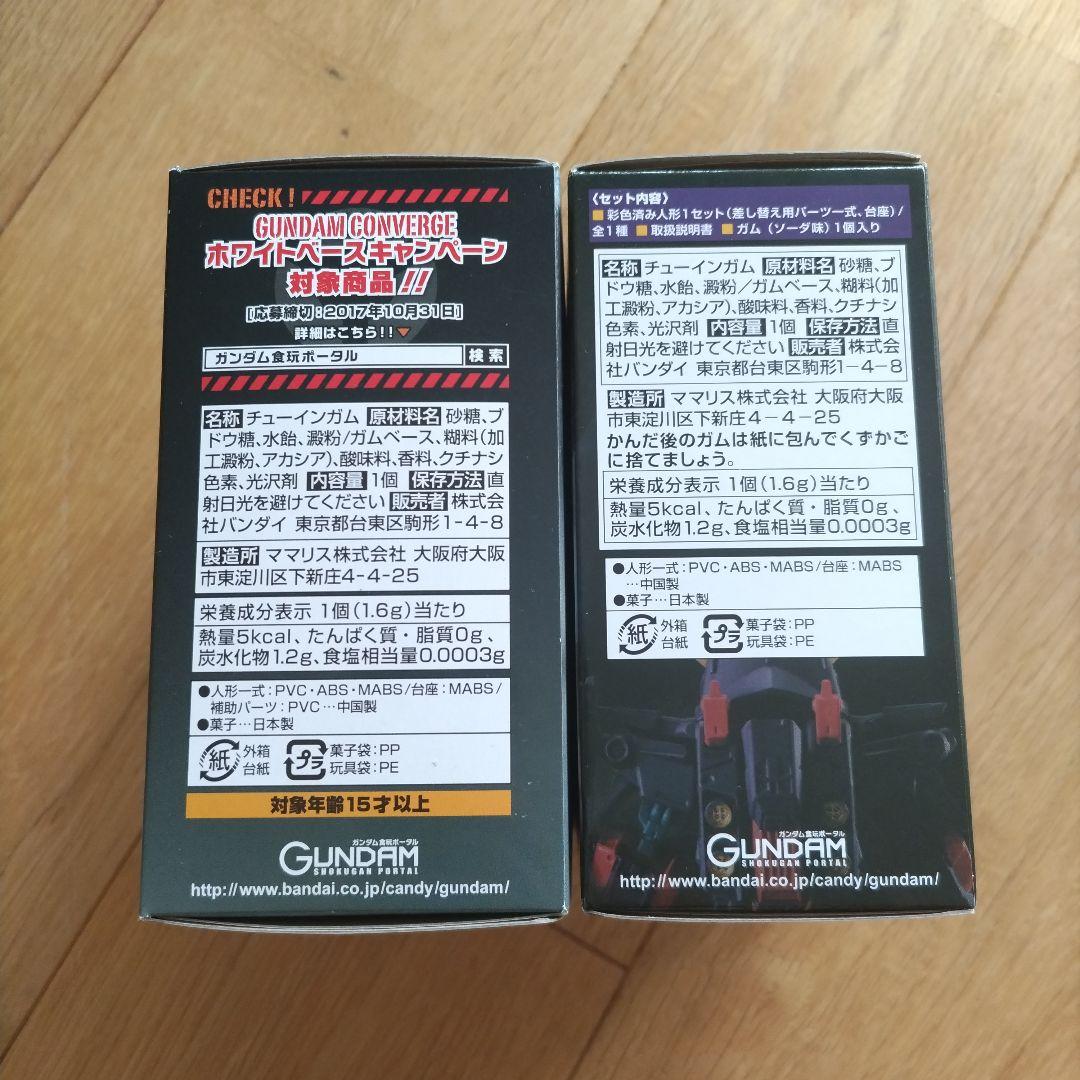 CHECK!
GUNDAM CONVERGE
ホワイトベースキャンペーン
対象商品!!
[応募締切:2017年10月31日]
詳細はこちら!!▼
ガンダム食玩ポータル 検索
名称 チューインガム 原材料名 砂糖、ブ
ドウ糖、水飴、澱粉/ガムベース、糊料(加
工澱粉、アカシア)、酸味料、香料、クチナシ
色素、光沢剤 内容量 1個 保存方法 直
射日光を避けてください 販売者 株式会
社バンダイ 東京都台東区駒形1-4-8
製造所 ママリス株式会社 大阪府大阪
市東淀川区下新庄4-4-25
栄養成分表示 1個(1.6g)当たり
熱量5kcal、たんぱく質・脂質0g、
炭水化物1.2g、食塩相当量0.0003g
●人形一式:PVC・ABS・MABS/台座:MABS/
補助パーツ:PVC…中国製
●菓子…日本製
紙 外箱 台紙 プラ 菓子袋:PP
玩具袋:PE
対象年齢15才以上
ガンダム食玩ポータル
GUNDAM
SHOKUGAN PORTAL
http://www.bandai.co.jp/candy/gundam/
〈セット内容〉
■彩色済み人形1セット(差し替え用パーツ一式、台座)/
全1種 ■取扱説明書 ■ガム(ソーダ味)1個入り
名称 チューインガム 原材料名 砂糖、ブ
ドウ糖、水飴、澱粉/ガムベース、糊料(加
工澱粉、アカシア)、酸味料、香料、クチナシ
色素、光沢剤 内容量 1個 保存方法 直
射日光を避けてください 販売者 株式会
社バンダイ 東京都台東区駒形1-4-8
製造所 ママリス株式会社 大阪府大阪
市東淀川区下新庄4-4-25
かんだ後のガムは紙に包んでくずかご
に捨てましょう。
栄養成分表示 1個(1.6g)当たり
熱量5kcal、たんぱく質・脂質0g、
炭水化物1.2g、食塩相当量0.0003g
●人形一式:PVC・ABS・MABS/台座:MABS
…中国製
●菓子…日本製
紙 外箱 台紙 プラ 菓子袋:PP
玩具袋:PE
ガンダム食玩ポータル
GUNDAM
SHOKUGAN PORTAL
http://www.bandai.co.jp/candy/gundam/